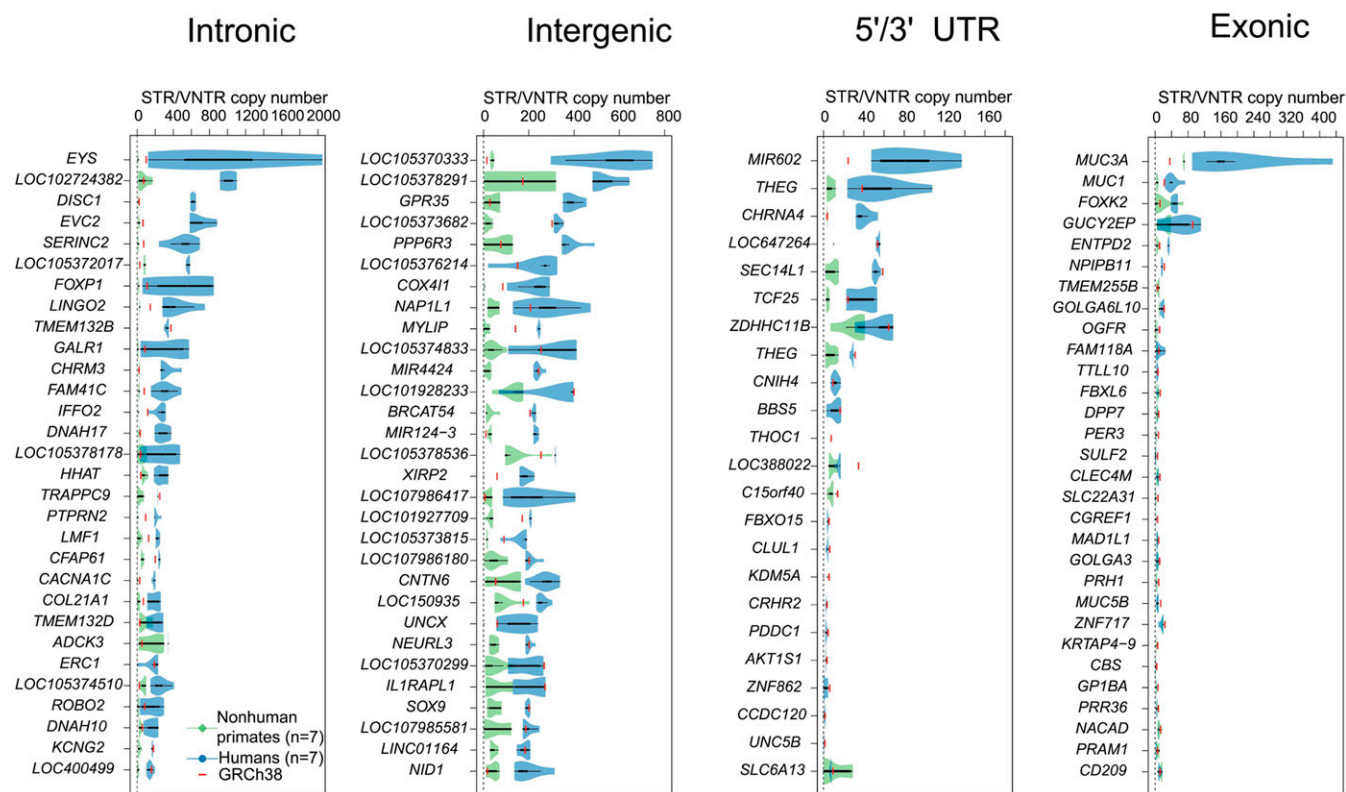 Intronic
STR/VNTR copy number
0 400 800 1400 2000
EYS
LOC102724382
DISC1
EVC2
SERINC2
LOC105372017
FOXP1
LINGO2
TMEM132B
GALR1
CHRM3
FAM41C
IFFO2
DNAH17
LOC105378178
HHAT
TRAPPC9
PTPRN2
LMF1
CFAP61
CACNA1C
COL21A1
TMEM132D
ADCK3
ERC1
LOC105374510
ROBO2
DNAH10
KCNG2
LOC400499
Nonhuman
primates (n=7)
Humans (n=7)
GRCh38
Intergenic
STR/VNTR copy number
0 200 400 600 800
LOC105370333
LOC105378291
GPR35
LOC105373682
PPP6R3
LOC105376214
COX4I1
NAP1L1
MYLIP
LOC105374833
MIR4424
LOC101928233
BRCAT54
MIR124-3
LOC105378536
XIRP2
LOC107986417
LOC101927709
LOC105373815
LOC107986180
CNTN6
LOC150935
UNCX
NEURL3
LOC105370299
IL1RAPL1
SOX9
LOC107985581
LINC01164
NID1
5'/3' UTR
STR/VNTR copy number
0 40 80 120 160
MIR602
THEG
CHRNA4
LOC647264
SEC14L1
TCF25
ZDHHC11B
THEG
CNIH4
BBS5
THOC1
LOC388022
C15orf40
FBXO15
CLUL1
KDM5A
CRHR2
PDDC1
AKT1S1
ZNF862
CCDC120
UNC5B
SLC6A13
Exonic
STR/VNTR copy number
0 80 160 240 340 440
MUC3A
MUC1
FOXK2
GUCY2EP
ENTPD2
NPIPB11
TMEM255B
GOLGA6L10
OGFR
FAM118A
TTLL10
FBXL6
DPP7
PER3
SULF2
CLEC4M
SLC22A31
CGREF1
MAD1L1
GOLGA3
PRH1
MUC5B
ZNF717
KRTAP4-9
CBS
GP1BA
PRR36
NACAD
PRAM1
CD209